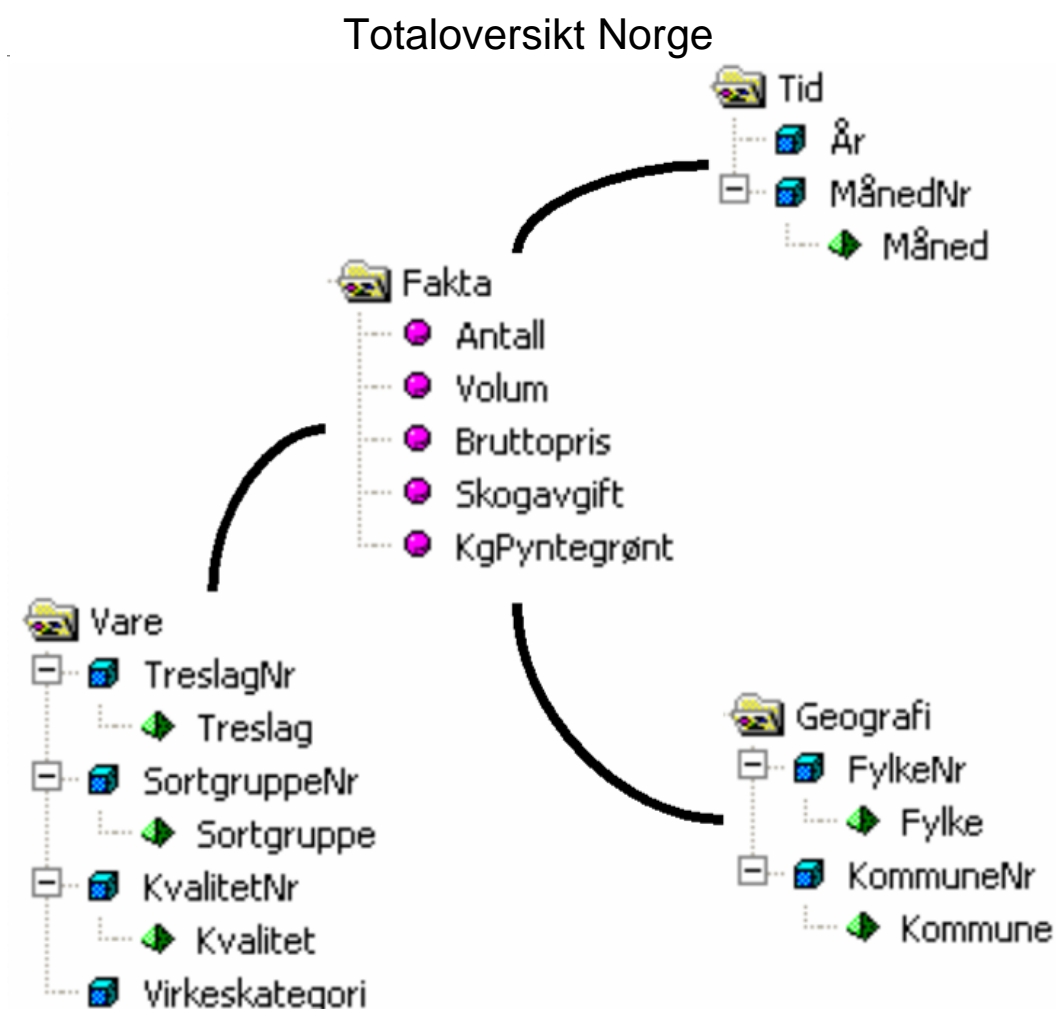 Totaloversikt Norge
Tid
År
MånedNr
Måned
Fakta
Antall
Volum
Bruttopris
Skogavgift
KgPyntegrønt
Vare
TreslagNr
Treslag
SortgruppeNr
Sortgruppe
KvalitetNr
Kvalitet
Virkeskategori
Geografi
FylkeNr
Fylke
KommuneNr
Kommune